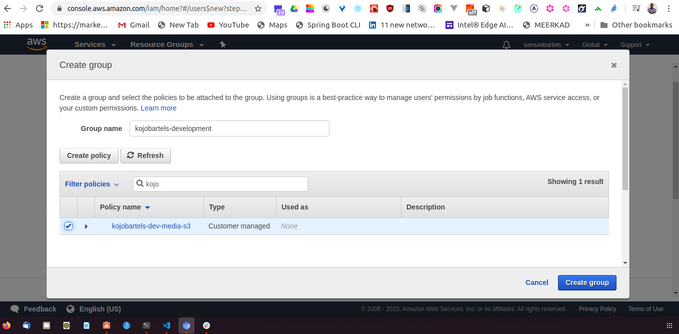 console.aws.amazon.com/iam/home?#/users$new?step...
Apps
https://marke...
Gmail
New Tab
YouTube
Maps
Spring Boot CLI
11 new netwo...
Intel® Edge AI...
MEERKAD
»
Other bookmarks
aws
Services
Resource Groups
samuelbartels
Global
Support
Create group
Create a group and select the policies to be attached to the group. Using groups is a best-practice way to manage users' permissions by job functions, AWS service access, or
your custom permissions. Learn more
Group name
kojobartels-development
Create policy
Refresh
Filter policies
kojo
Showing 1 result
Policy name
Type
Used as
Description
kojobartels-dev-media-s3
Customer managed
None
Cancel
Create group
Feedback
English (US)
© 2008 - 2020, Amazon Web Services, Inc. or its affiliates. All rights reserved.
Privacy Policy
Terms of Use